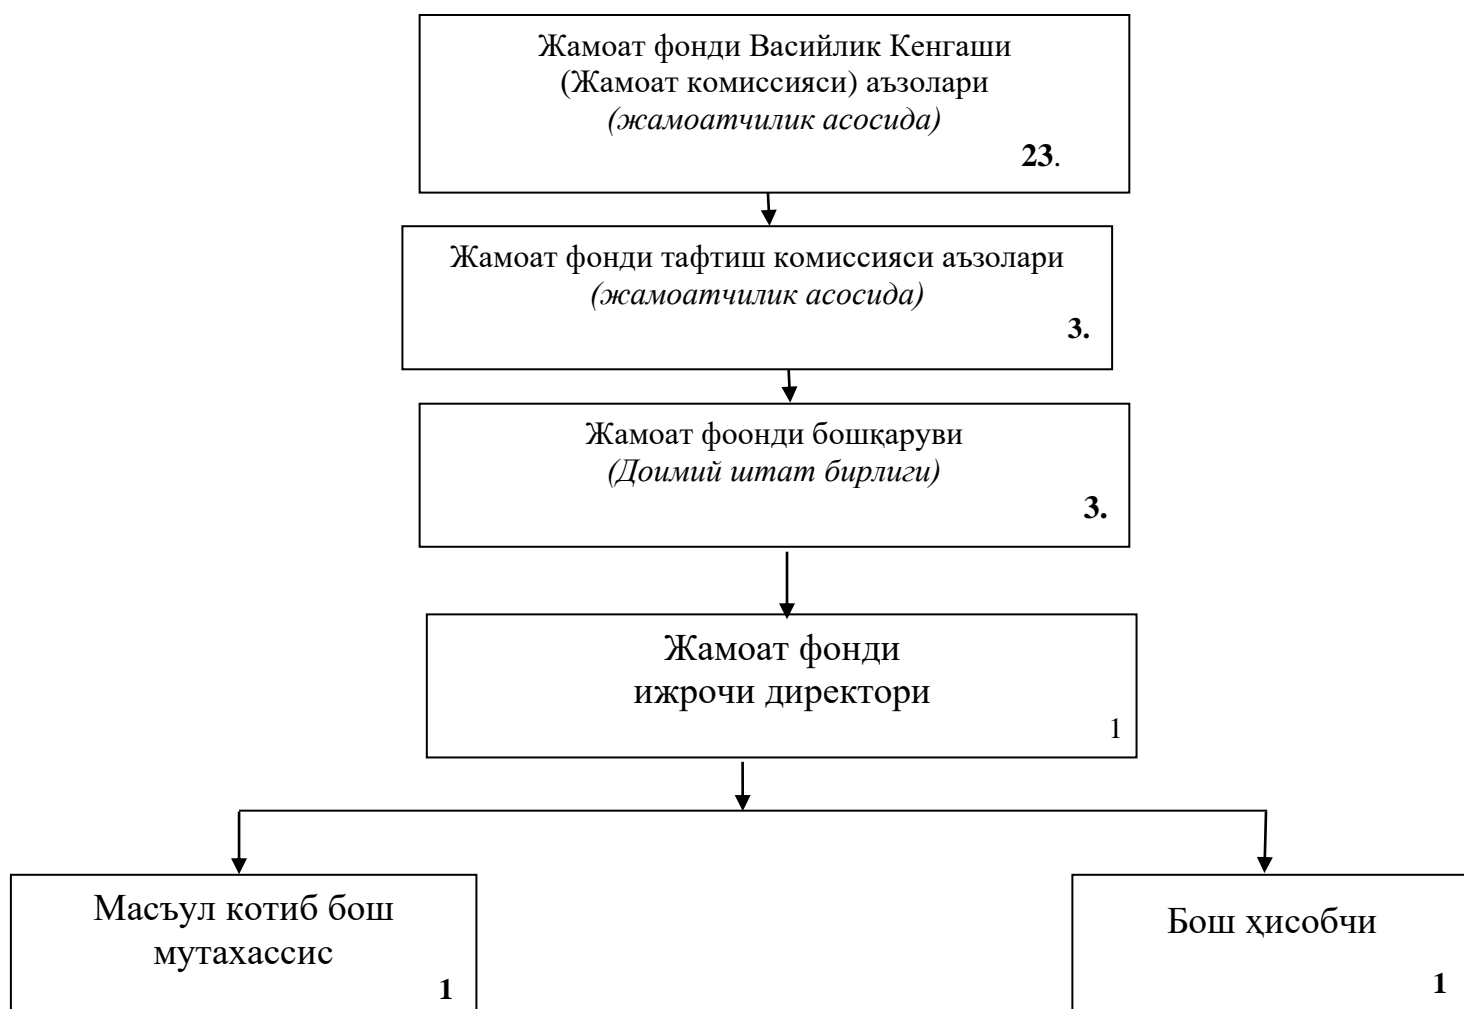 Жамоат фонди Васийлик Кенгаши
(Жамоат комиссияси) аъзолари
(жамоатчилик асосида)
23.
Жамоат фонди тафтиш комиссияси аъзолари
(жамоатчилик асосида)
3.
Жамоат фоонди бошқаруви
(Доимий штат бирлиги)
3.
Жамоат фонди
ижрочи директори
1
Масъул котиб бош
мутахассис
1
Бош ҳисобчи
1